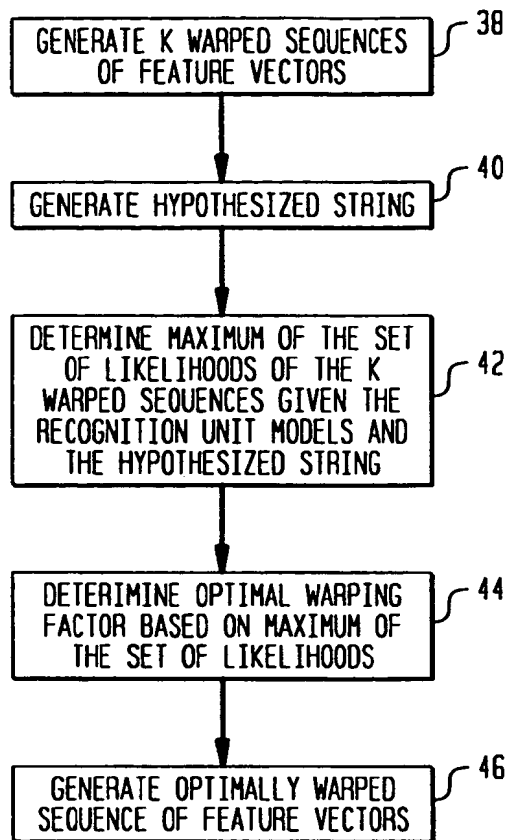 GENERATE K WARPED SEQUENCES
OF FEATURE VECTORS
38
GENERATE HYPOTHESIZED STRING
40
DETERMINE MAXIMUM OF THE SET
OF LIKELIHOODS OF THE K
WARPED SEQUENCES GIVEN THE
RECOGNITION UNIT MODELS AND
THE HYPOTHESIZED STRING
42
DETERIMINE OPTIMAL WARPING
FACTOR BASED ON MAXIMUM OF
THE SET OF LIKELIHOODS
44
GENERATE OPTIMALLY WARPED
SEQUENCE OF FEATURE VECTORS
46